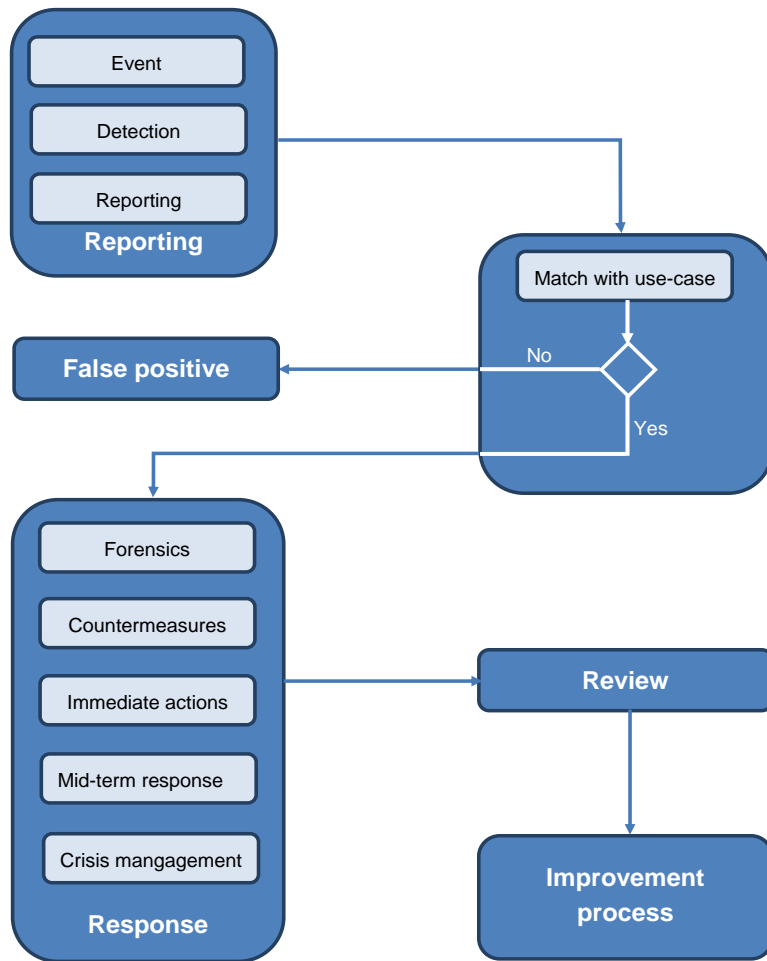 Event
Detection
Reporting
Reporting
Match with use-case
No
False positive
Yes
Forensics
Countermeasures
Immediate actions
Mid-term response
Crisis mangagement
Response
Review
Improvement
process